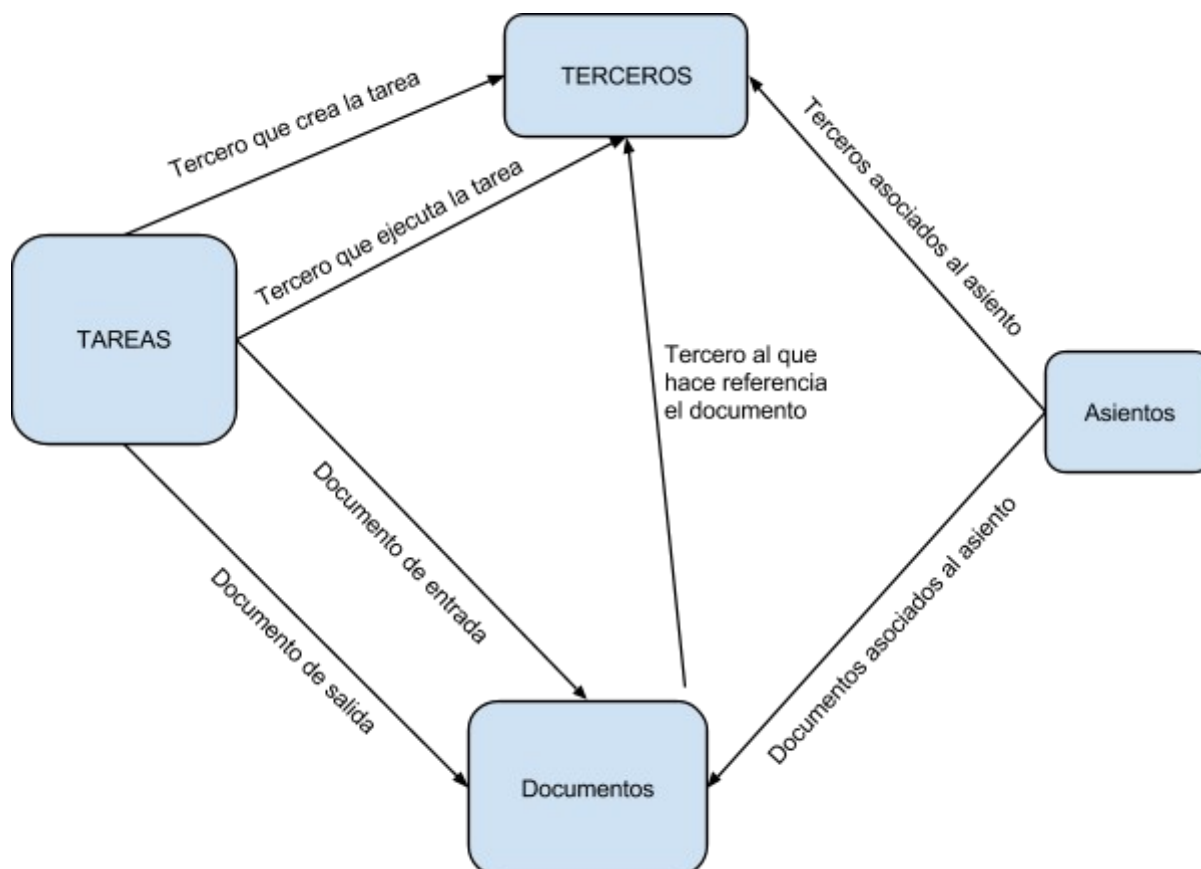 TERCEROS
Tercero que crea la tarea
Terceros asociados al asiento
Tercero que ejecuta la tarea
TAREAS
Tercero al que
hace referencia
el documento
Asientos
Documento de entrada
Documento de salida
Documentos asociados al asiento
Documentos